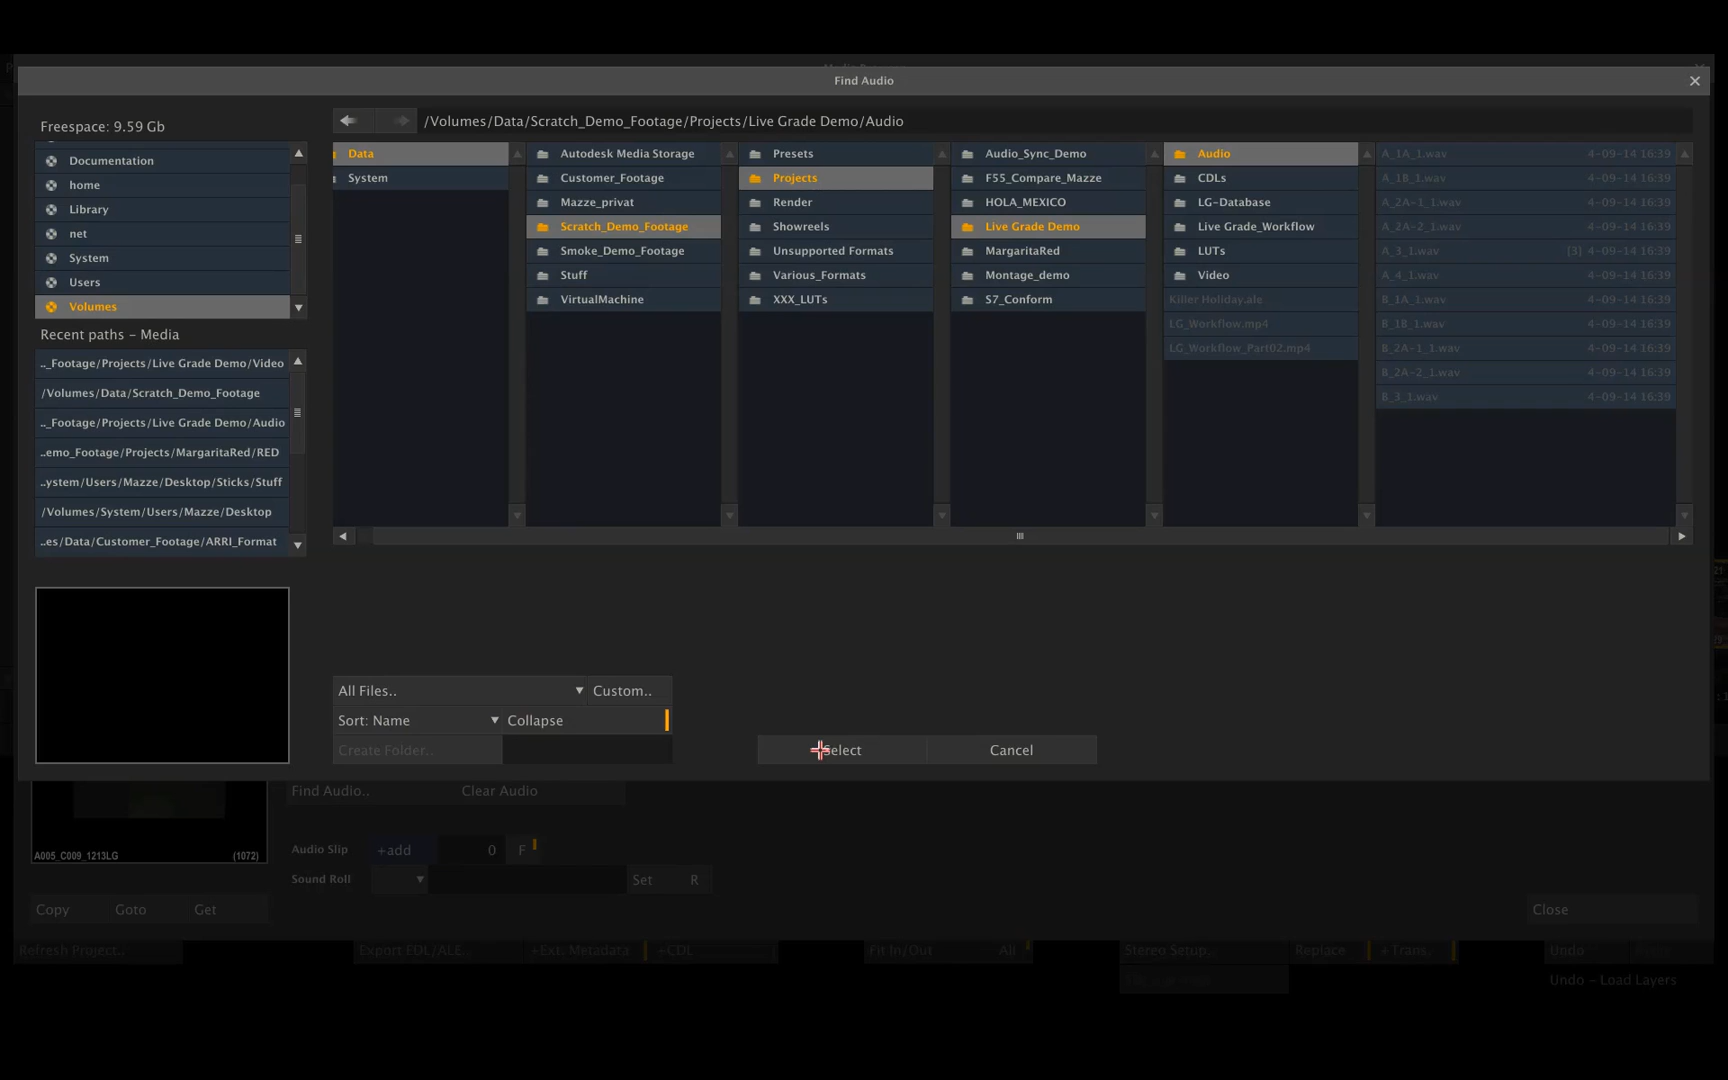 Find Audio
Freespace: 9.59 Gb
/Volumes/Data/Scratch_Demo_Footage/Projects/Live Grade Demo/Audio
Documentation
home
Library
net
System
Users
Volumes
Recent paths - Media
.._Footage/Projects/Live Grade Demo/Video
/Volumes/Data/Scratch_Demo_Footage
.._Footage/Projects/Live Grade Demo/Audio
..emo_Footage/Projects/MargaritaRed/RED
..ystem/Users/Mazze/Desktop/Sticks/Stuff
/Volumes/System/Users/Mazze/Desktop
..es/Data/Customer_Footage/ARRI_Format
Data
System
Autodesk Media Storage
Customer_Footage
Mazze_privat
Scratch_Demo_Footage
Smoke_Demo_Footage
Stuff
VirtualMachine
Presets
Projects
Render
Showreels
Unsupported Formats
Various_Formats
XXX_LUTs
Audio_Sync_Demo
F55_Compare_Mazze
HOLA_MEXICO
Live Grade Demo
MargaritaRed
Montage_demo
S7_Conform
Audio
CDLs
LG-Database
Live Grade_Workflow
LUTs
Video
Killer Holiday.ale
LG_Workflow.mp4
LG_Workflow_Part02.mp4
A_1A_1.wav 4-09-14 16:39
A_1B_1.wav 4-09-14 16:39
A_2A-1_1.wav 4-09-14 16:39
A_2A-2_1.wav 4-09-14 16:39
A_3_1.wav [3] 4-09-14 16:39
A_4_1.wav 4-09-14 16:39
B_1A_1.wav 4-09-14 16:39
B_1B_1.wav 4-09-14 16:39
B_2A-1_1.wav 4-09-14 16:39
B_2A-2_1.wav 4-09-14 16:39
B_3_1.wav 4-09-14 16:39
All Files.. Custom..
Sort: Name Collapse
Create Folder..
Select Cancel
Find Audio.. Clear Audio
A005_C009_1213LG (1072)
Audio Slip +add 0 F
Sound Roll Set R
Copy Goto Get Close
Refresh Project.. Export EDL/ALE.. +Ext. Metadata +CDL Fit In/Out All Stereo Setup.. Replace +Trans. Undo
Undo - Load Layers